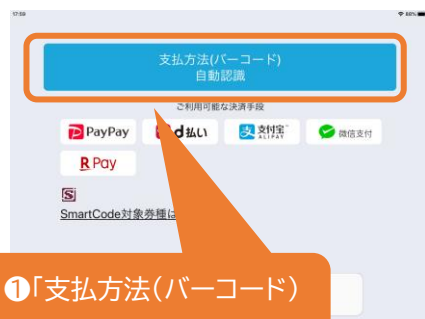 17:59
88%
支払方法(バーコード)
自動認識
ご利用可能な決済手段
PayPay
d払い
支付宝
ALIPAY
微信支付
R Pay
S
SmartCode対象券種は
❶「支払方法(バーコード)